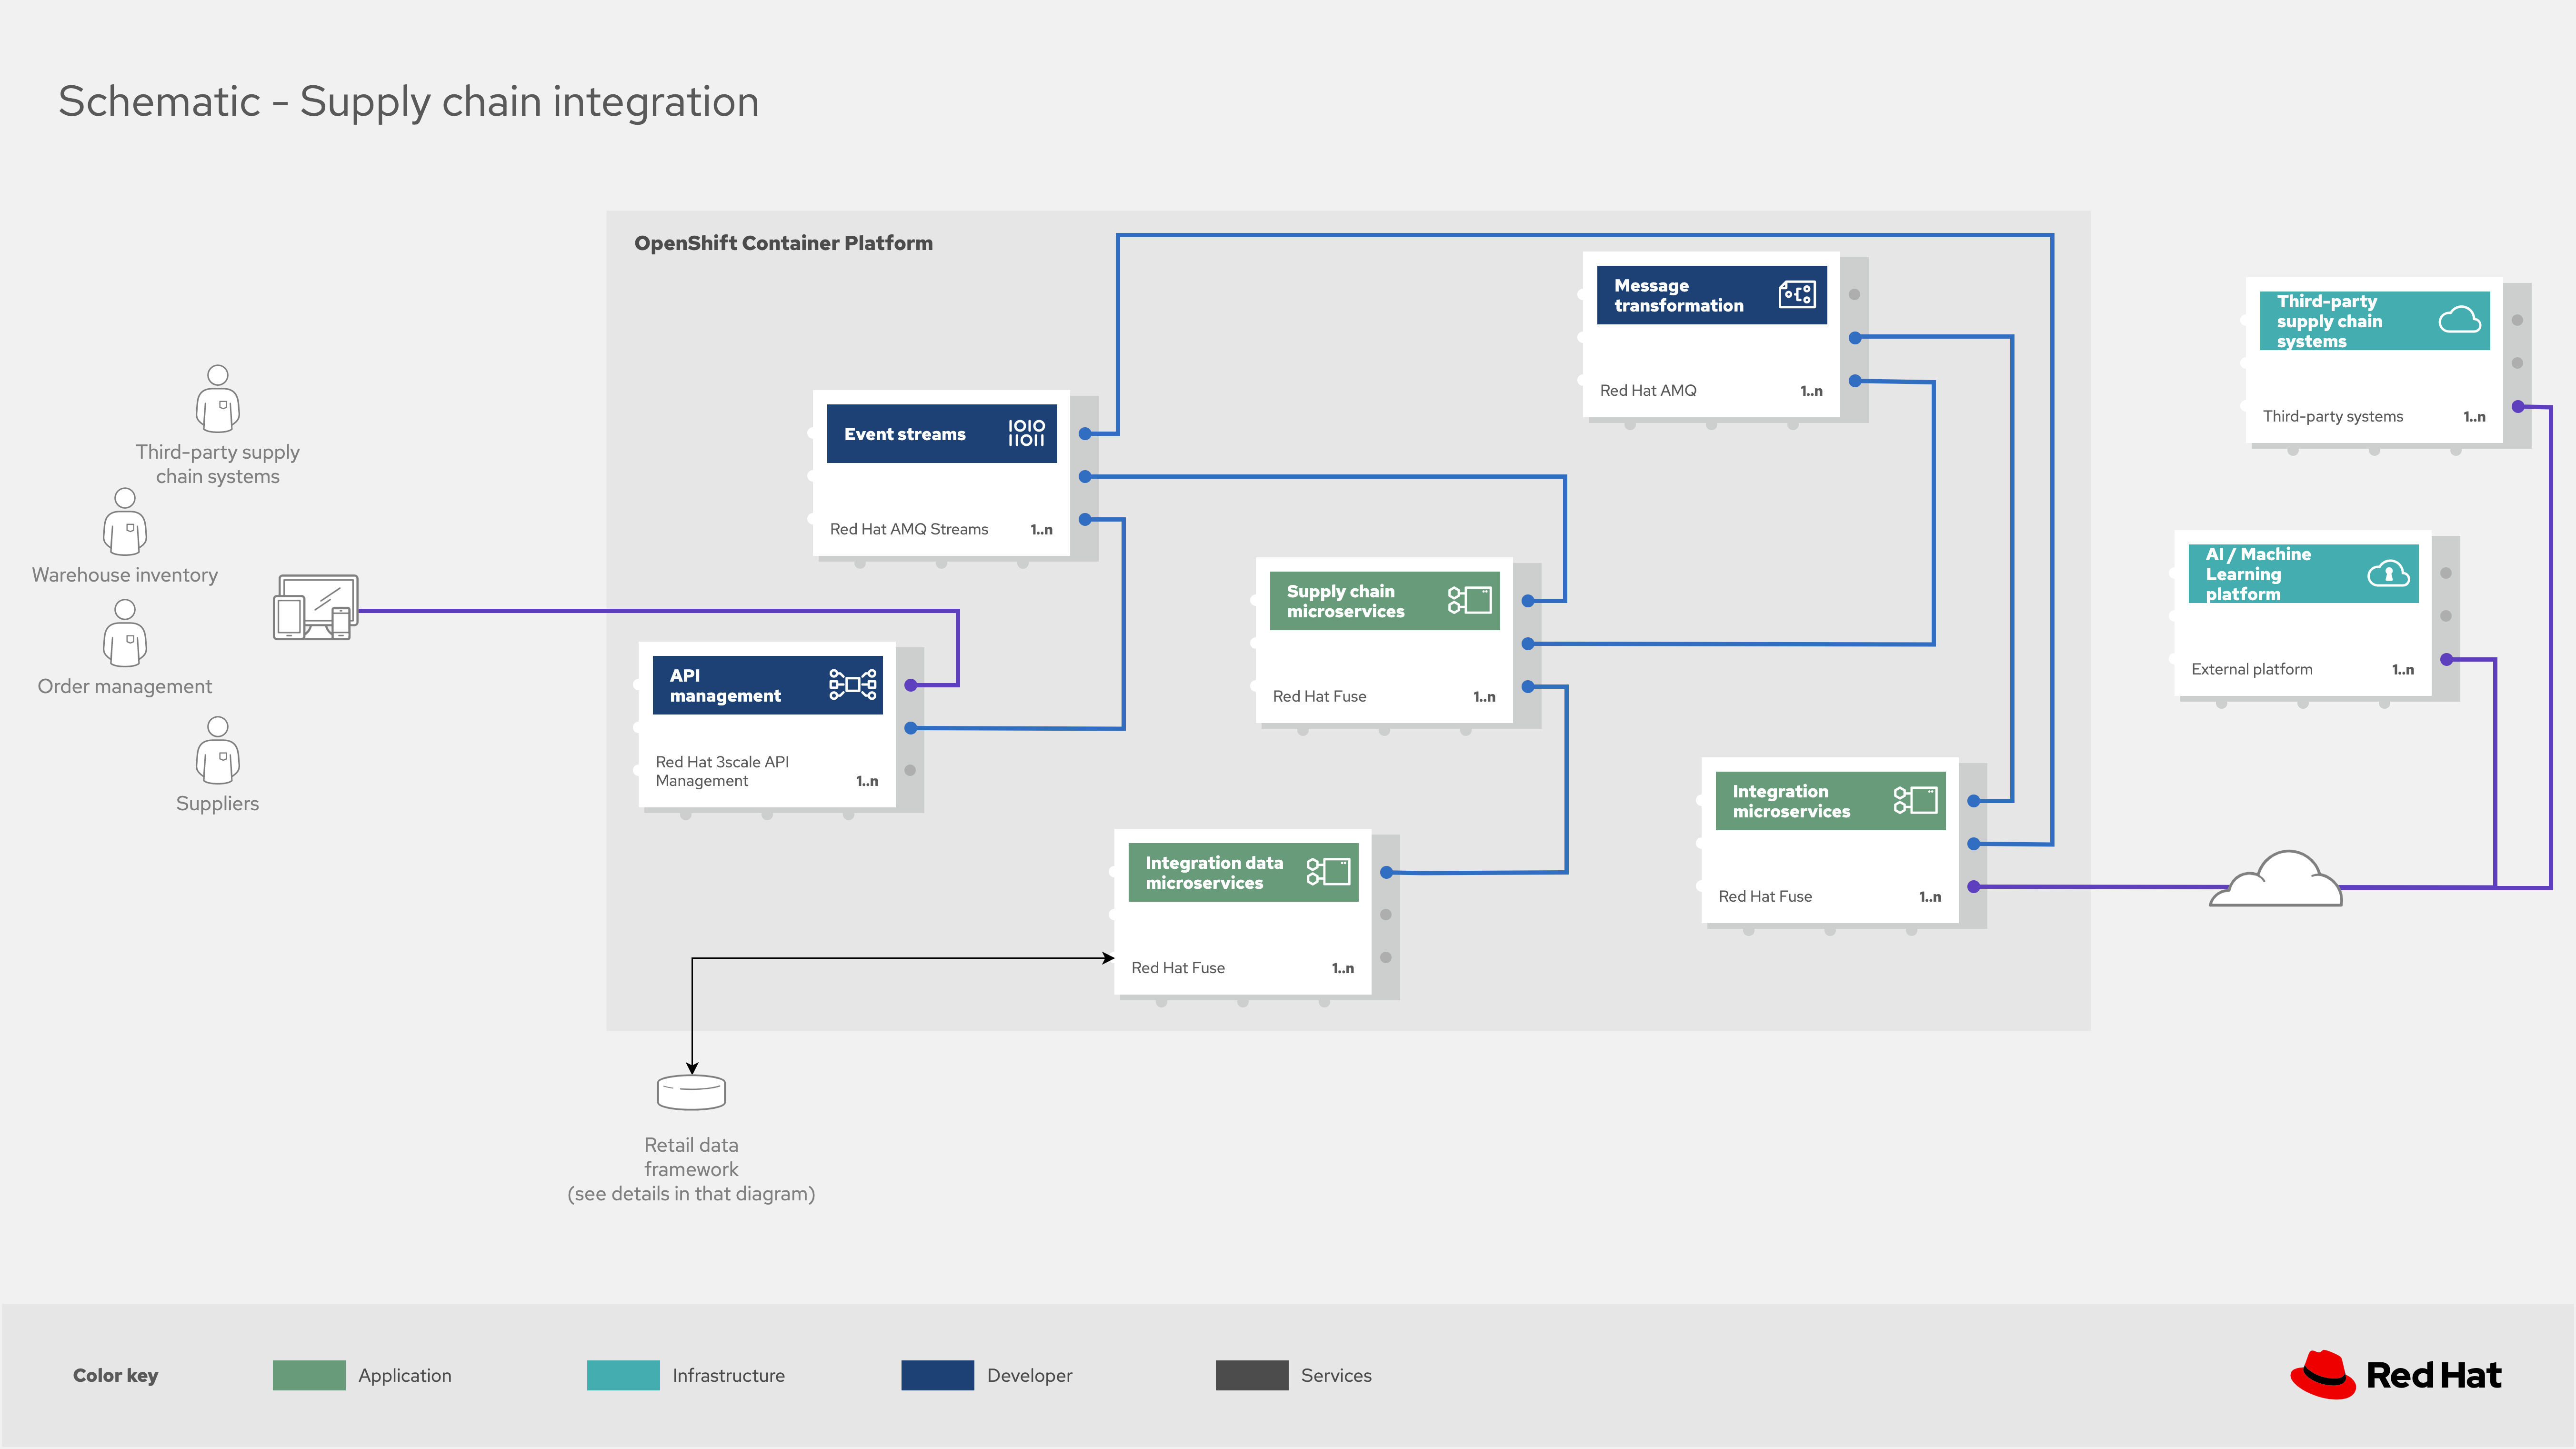 Schematic - Supply chain integration
OpenShift Container Platform
Third-party supply
chain systems
Warehouse inventory
Order management
Suppliers
Event streams
IOIO
IIOII
Red Hat AMQ Streams
1..n
API
management
Red Hat 3scale API
Management
1..n
Supply chain
microservices
Red Hat Fuse
1..n
Integration data
microservices
Red Hat Fuse
1..n
Message
transformation
Red Hat AMQ
1..n
Integration
microservices
Red Hat Fuse
1..n
Third-party
supply chain
systems
Third-party systems
1..n
AI / Machine
Learning
platform
External platform
1..n
Retail data
framework
(see details in that diagram)
Color key
Application
Infrastructure
Developer
Services
Red Hat